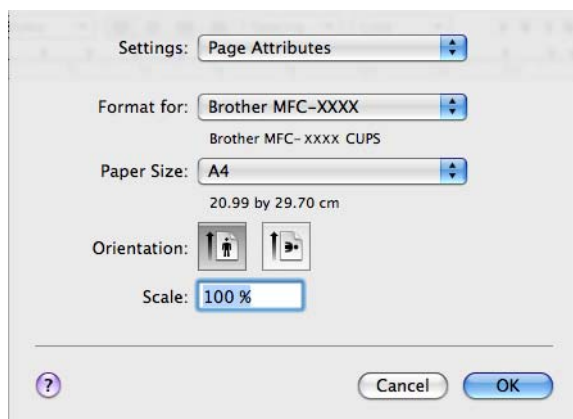 Settings: Page Attributes
Format for: Brother MFC-XXXX
Brother MFC-XXXX CUPS
Paper Size: A4
20.99 by 29.70 cm
Orientation:
Scale: 100 %
? Cancel OK